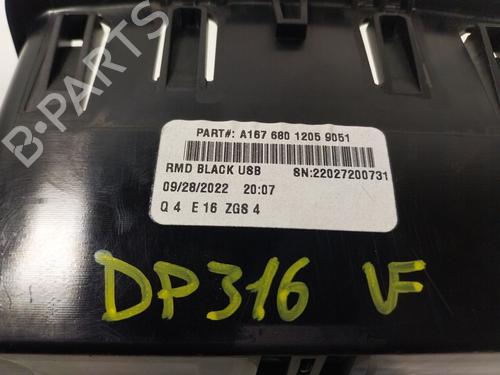 B-PARTS
PART#: A167 680 1205 9051
RMD BLACK USB SN:22027200731
09/28/2022 20:07
Q 4 E 16 ZGS 4
DP316 VF